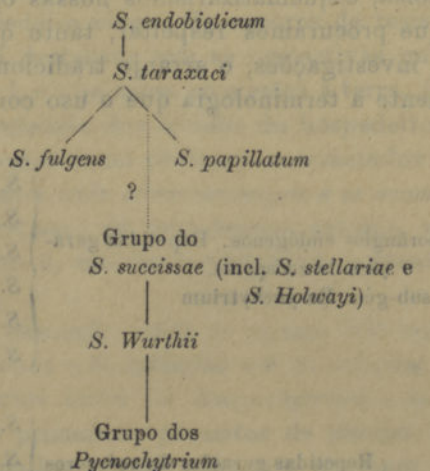 S. endobioticum
S. taraxaci
S. fulgens S. papillatum
?
Grupo do
S. succissae (incl. S. stellariae e
S. Holwayi)
S. Wurthii
Grupo dos
Pycnochytrium